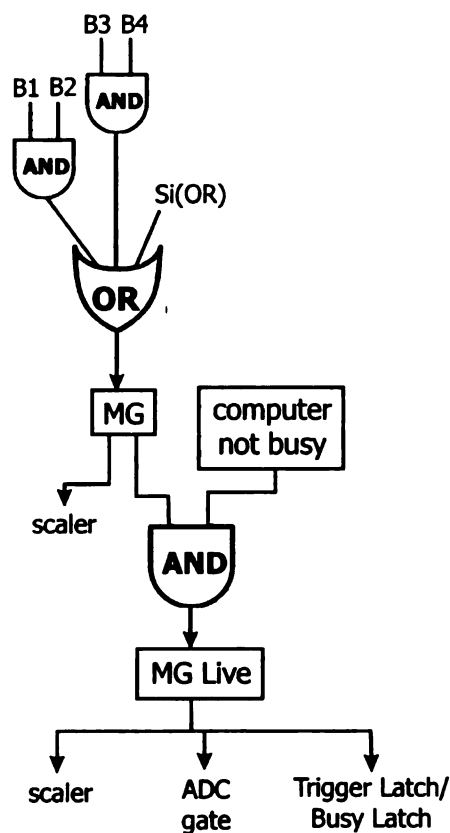 B3 B4
AND
B1 B2
AND
Si(OR)
OR
MG
computer
not busy
scaler
AND
MG Live
scaler
ADC
gate
Trigger Latch/
Busy Latch